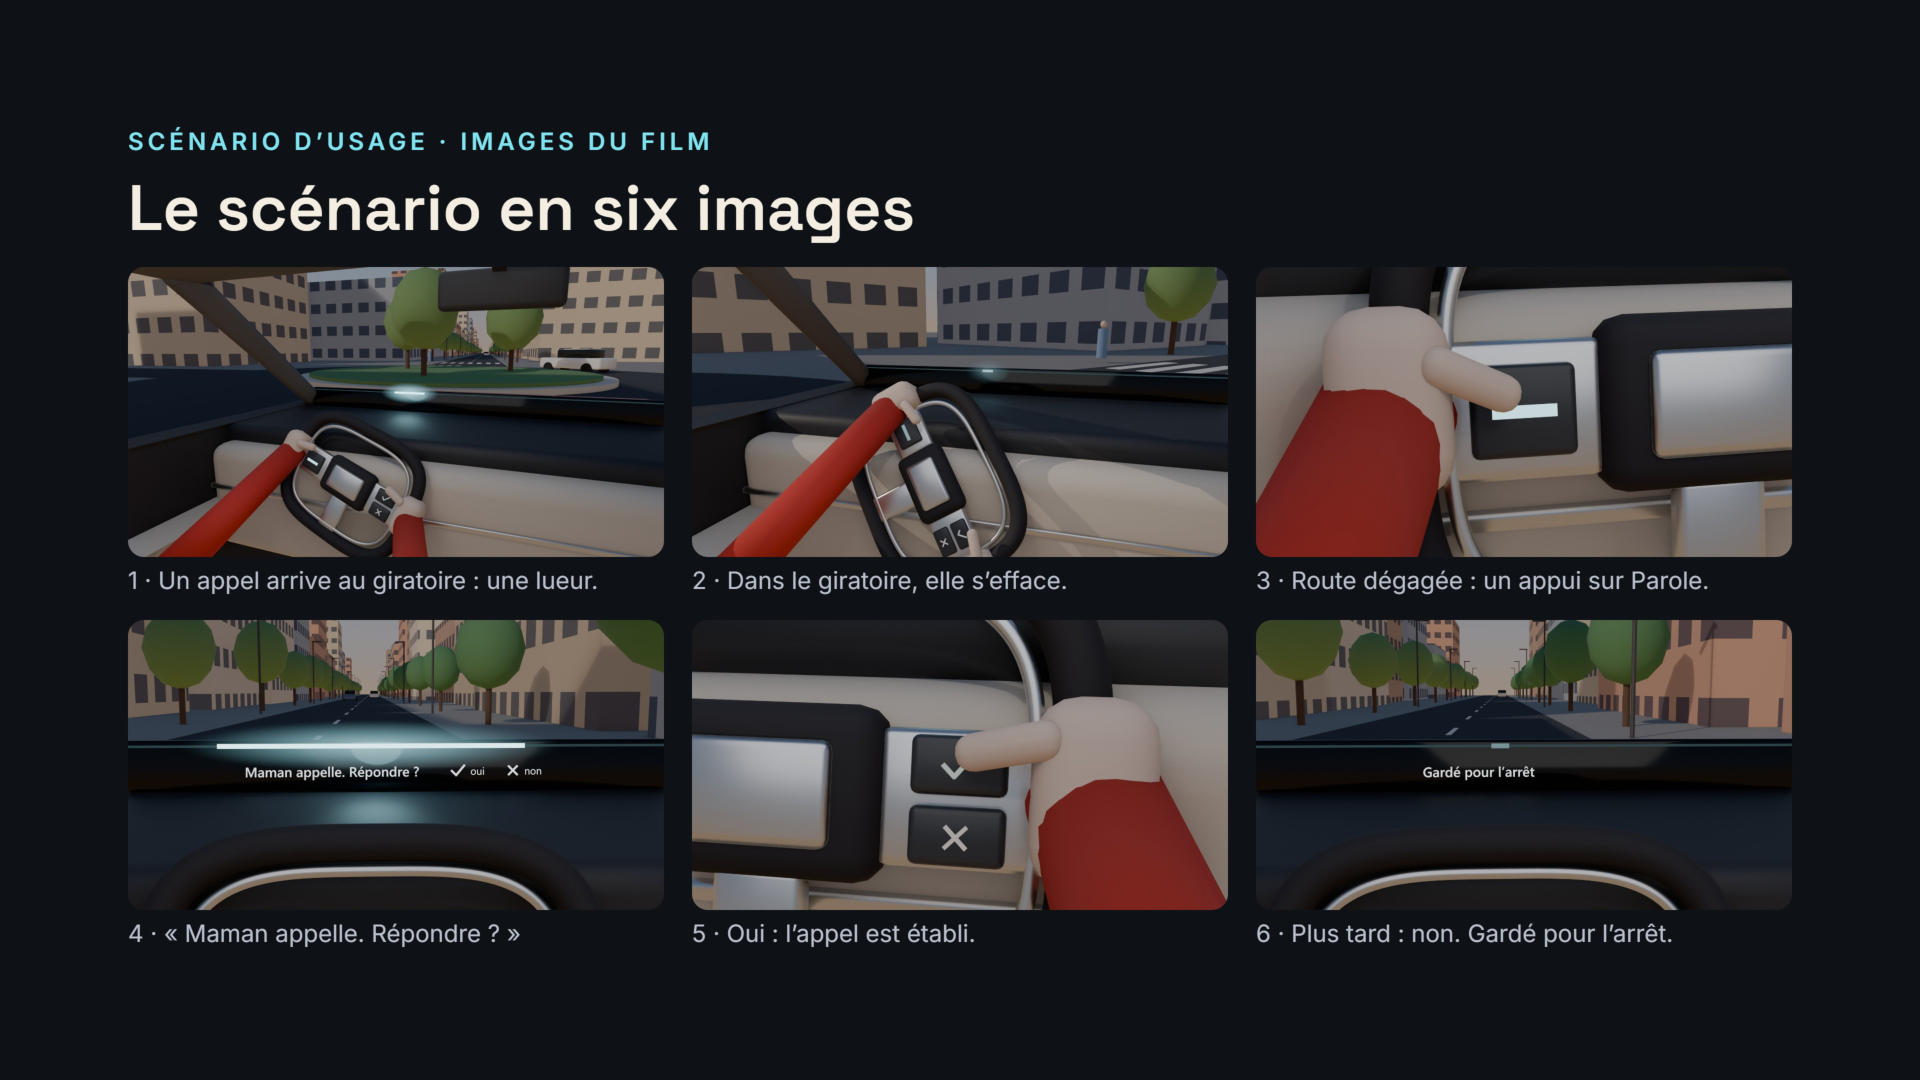 SCÉNARIO D’USAGE · IMAGES DU FILM
Le scénario en six images
1 · Un appel arrive au giratoire : une lueur.
2 · Dans le giratoire, elle s’efface.
3 · Route dégagée : un appui sur Parole.
Maman appelle. Répondre ? ✓ oui ✕ non
Gardé pour l’arrêt
4 · « Maman appelle. Répondre ? »
5 · Oui : l’appel est établi.
6 · Plus tard : non. Gardé pour l’arrêt.